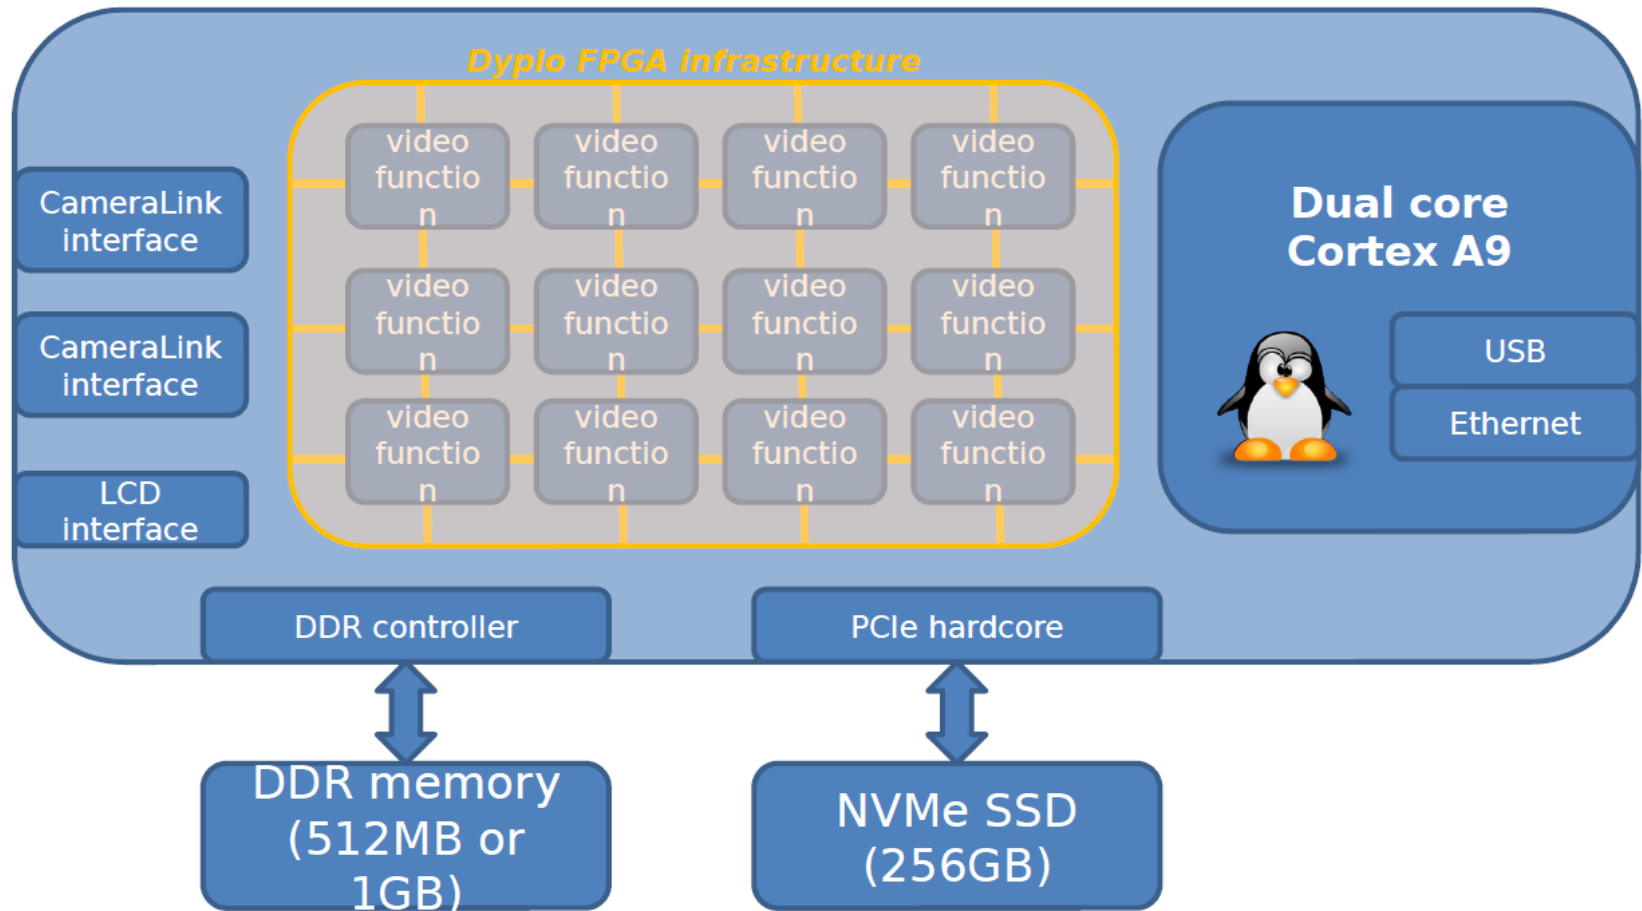 Dyplo FPGA infrastructure
video
functio
n
video
functio
n
video
functio
n
video
functio
n
CameraLink
interface
Dual core
Cortex A9
video
functio
n
video
functio
n
video
functio
n
video
functio
n
CameraLink
interface
USB
Ethernet
video
functio
n
video
functio
n
video
functio
n
video
functio
n
LCD
interface
DDR controller
PCIe hardcore
DDR memory
(512MB or
1GB)
NVMe SSD
(256GB)